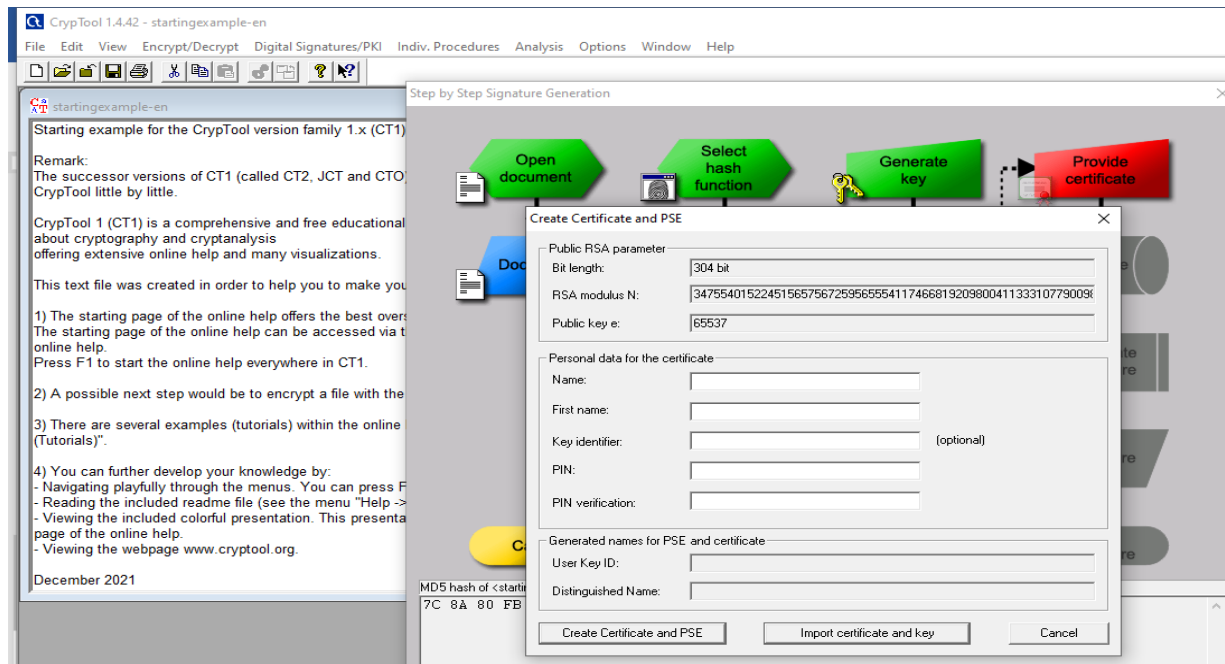 CrypTool 1.4.42 - startingexample-en
File Edit View Encrypt/Decrypt Digital Signatures/PKI Indiv. Procedures Analysis Options Window Help
startingexample-en
Starting example for the CrypTool version family 1.x (CT1)
Remark:
The successor versions of CT1 (called CT2, JCT and CTO)
CrypTool little by little.
CrypTool 1 (CT1) is a comprehensive and free educational
about cryptography and cryptanalysis
offering extensive online help and many visualizations.
This text file was created in order to help you to make you
1) The starting page of the online help offers the best overs
The starting page of the online help can be accessed via t
online help.
Press F1 to start the online help everywhere in CT1.
2) A possible next step would be to encrypt a file with the
3) There are several examples (tutorials) within the online
(Tutorials)".
4) You can further develop your knowledge by:
- Navigating playfully through the menus. You can press F
- Reading the included readme file (see the menu "Help ->
- Viewing the included colorful presentation. This presenta
page of the online help.
- Viewing the webpage www.cryptool.org.
December 2021
Step by Step Signature Generation
Open
document
Select
hash
function
Generate
key
Provide
certificate
Doc
Ca
Create Certificate and PSE
Public RSA parameter
Bit length: 304 bit
RSA modulus N:
Public key e: 65537
Personal data for the certificate
Name:
First name:
Key identifier: (optional)
PIN:
PIN verification:
Generated names for PSE and certificate
User Key ID:
Distinguished Name:
Create Certificate and PSE Import certificate and key Cancel
MD5 hash of <starti
7C 8A 80 FB